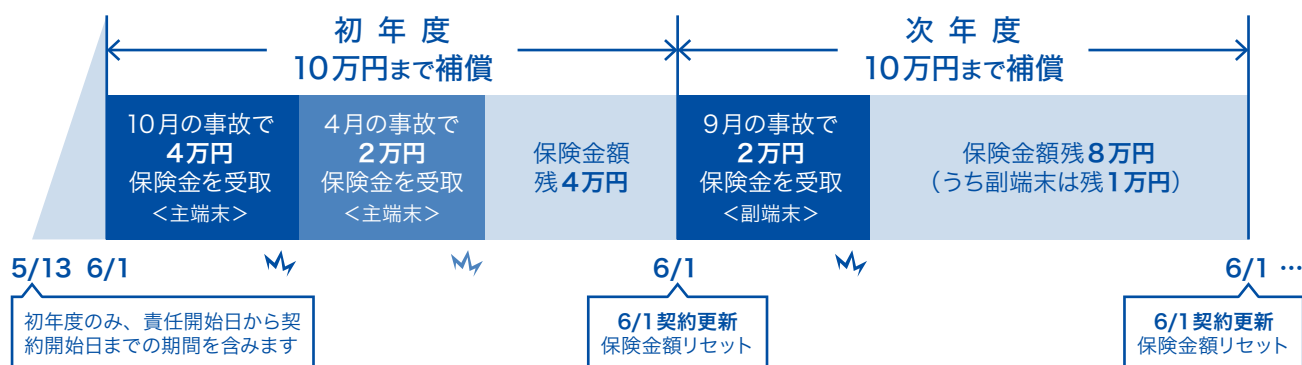 初年度
10万円まで補償
次年度
10万円まで補償
10月の事故で
4万円
保険金を受取
＜主端末＞
4月の事故で
2万円
保険金を受取
＜主端末＞
保険金額
残4万円
9月の事故で
2万円
保険金を受取
＜副端末＞
保険金額残8万円
（うち副端末は残1万円）
5/13 6/1
6/1
6/1 …
初年度のみ、責任開始日から契
約開始日までの期間を含みます
6/1契約更新
保険金額リセット
6/1契約更新
保険金額リセット